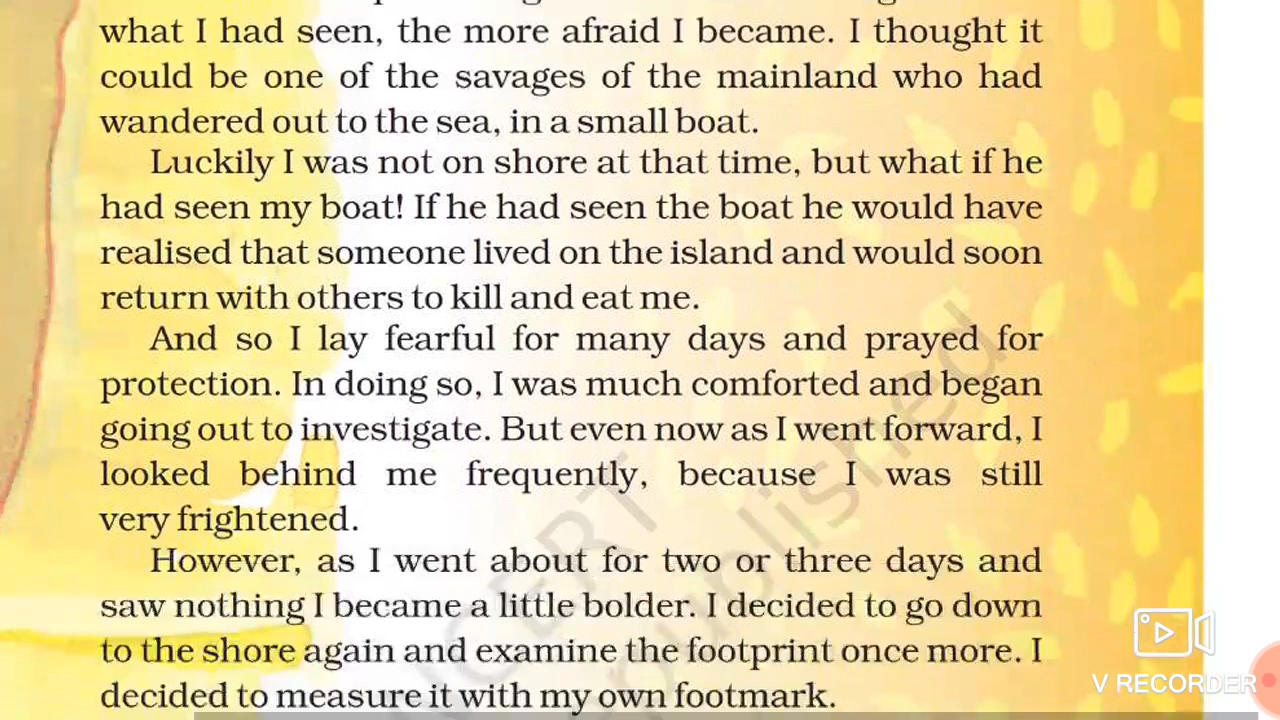 what I had seen, the more afraid I became. I thought it
could be one of the savages of the mainland who had
wandered out to the sea, in a small boat.
Luckily I was not on shore at that time, but what if he
had seen my boat! If he had seen the boat he would have
realised that someone lived on the island and would soon
return with others to kill and eat me.
And so I lay fearful for many days and prayed for
protection. In doing so, I was much comforted and began
going out to investigate. But even now as I went forward, I
looked behind me frequently, because I was still
very frightened.
However, as I went about for two or three days and
saw nothing I became a little bolder. I decided to go down
to the shore again and examine the footprint once more. I
decided to measure it with my own footmark.
NCERT
republished
V RECORDER